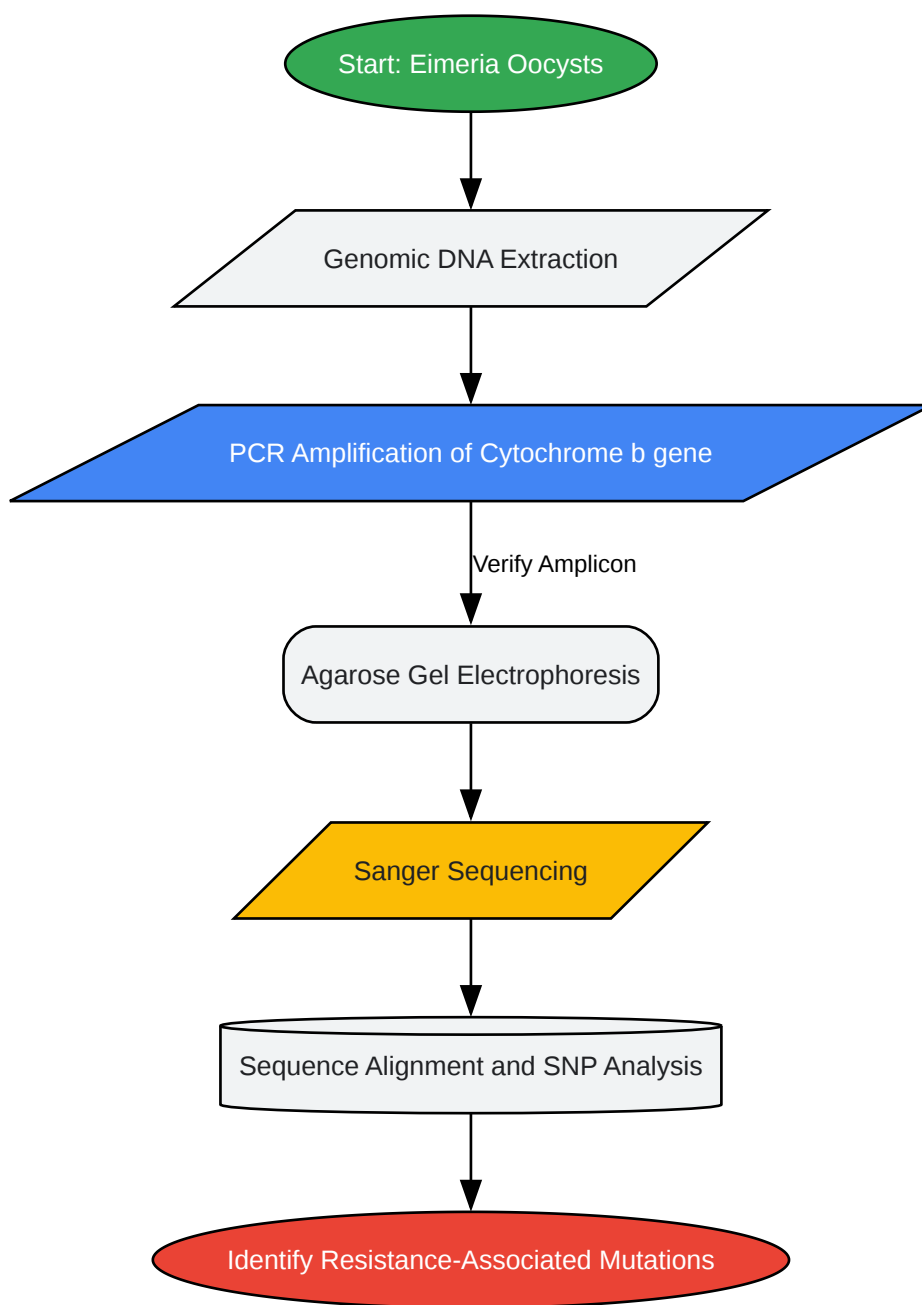 Start: Eimeria Oocysts
Genomic DNA Extraction
PCR Amplification of Cytochrome b gene
Verify Amplicon
Agarose Gel Electrophoresis
Sanger Sequencing
Sequence Alignment and SNP Analysis
Identify Resistance-Associated Mutations